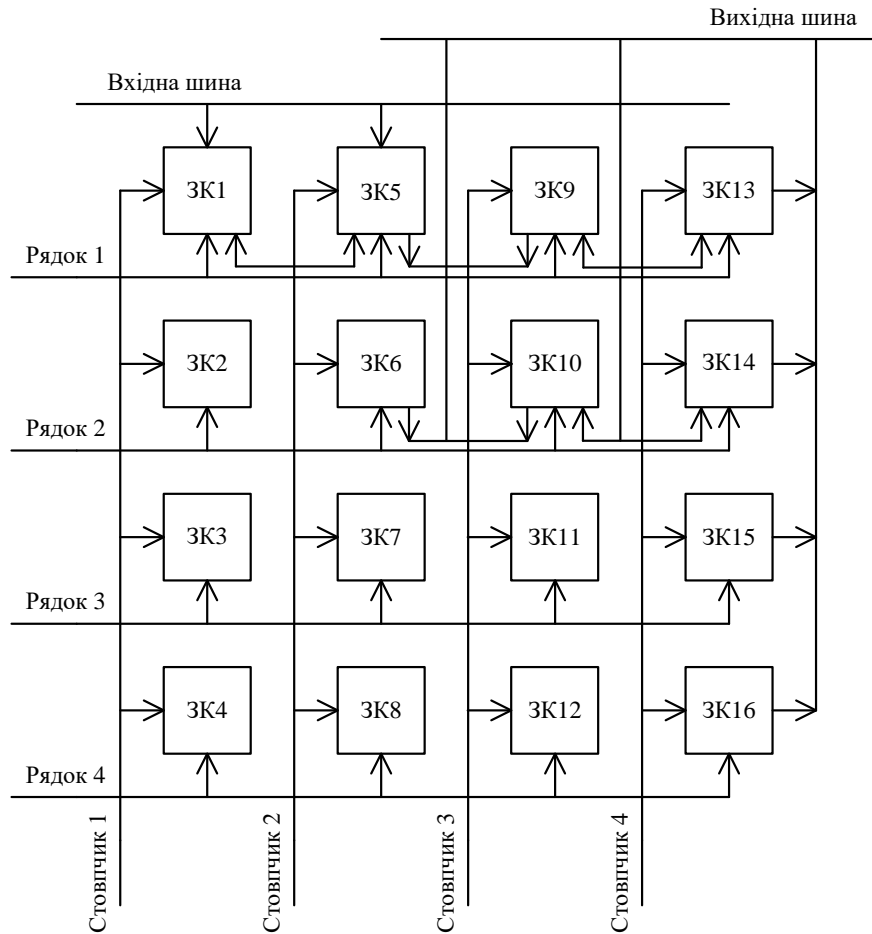 Вихідна шина
Вхідна шина
ЗК1 ЗК5 ЗК9 ЗК13
Рядок 1
ЗК2 ЗК6 ЗК10 ЗК14
Рядок 2
ЗК3 ЗК7 ЗК11 ЗК15
Рядок 3
ЗК4 ЗК8 ЗК12 ЗК16
Рядок 4
Стовпчик 1
Стовпчик 2
Стовпчик 3
Стовпчик 4